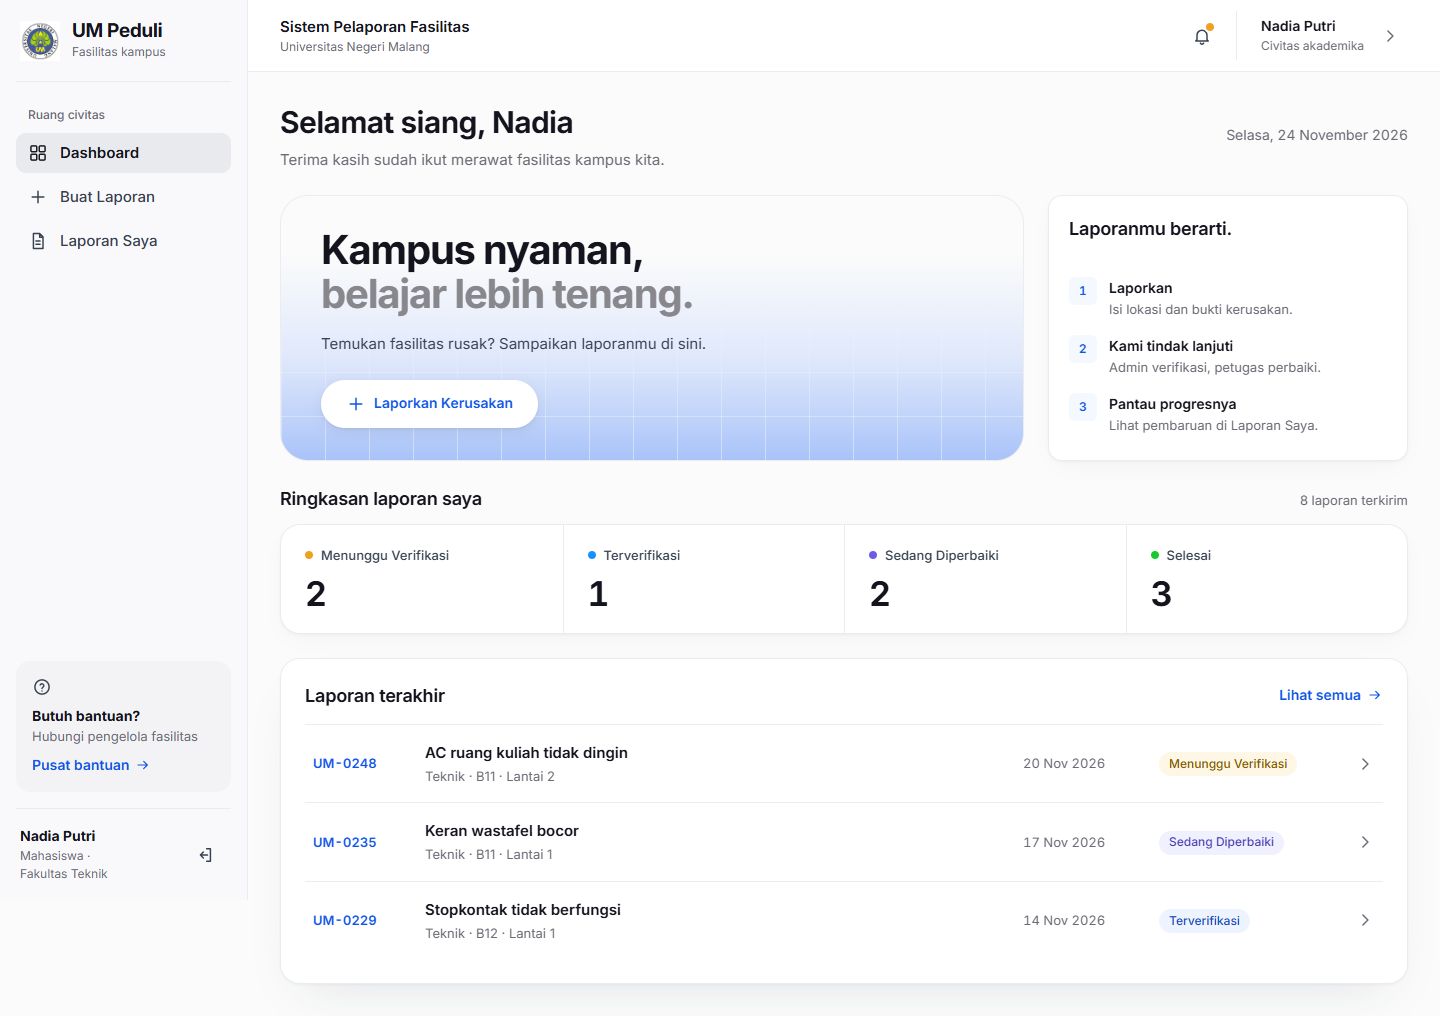 UM Peduli
Fasilitas kampus
Ruang civitas
Dashboard
Buat Laporan
Laporan Saya
Butuh bantuan?
Hubungi pengelola fasilitas
Pusat bantuan
Nadia Putri
Mahasiswa ·
Fakultas Teknik
Sistem Pelaporan Fasilitas
Universitas Negeri Malang
Nadia Putri
Civitas akademika
Selamat siang, Nadia
Terima kasih sudah ikut merawat fasilitas kampus kita.
Selasa, 24 November 2026
Kampus nyaman,
belajar lebih tenang.
Temukan fasilitas rusak? Sampaikan laporanmu di sini.
Laporkan Kerusakan
Laporanmu berarti.
1 Laporkan
Isi lokasi dan bukti kerusakan.
2 Kami tindak lanjuti
Admin verifikasi, petugas perbaiki.
3 Pantau progresnya
Lihat pembaruan di Laporan Saya.
Ringkasan laporan saya
8 laporan terkirim
Menunggu Verifikasi
2
Terverifikasi
1
Sedang Diperbaiki
2
Selesai
3
Laporan terakhir
Lihat semua
UM-0248
AC ruang kuliah tidak dingin
Teknik · B11 · Lantai 2
20 Nov 2026
Menunggu Verifikasi
UM-0235
Keran wastafel bocor
Teknik · B11 · Lantai 1
17 Nov 2026
Sedang Diperbaiki
UM-0229
Stopkontak tidak berfungsi
Teknik · B12 · Lantai 1
14 Nov 2026
Terverifikasi